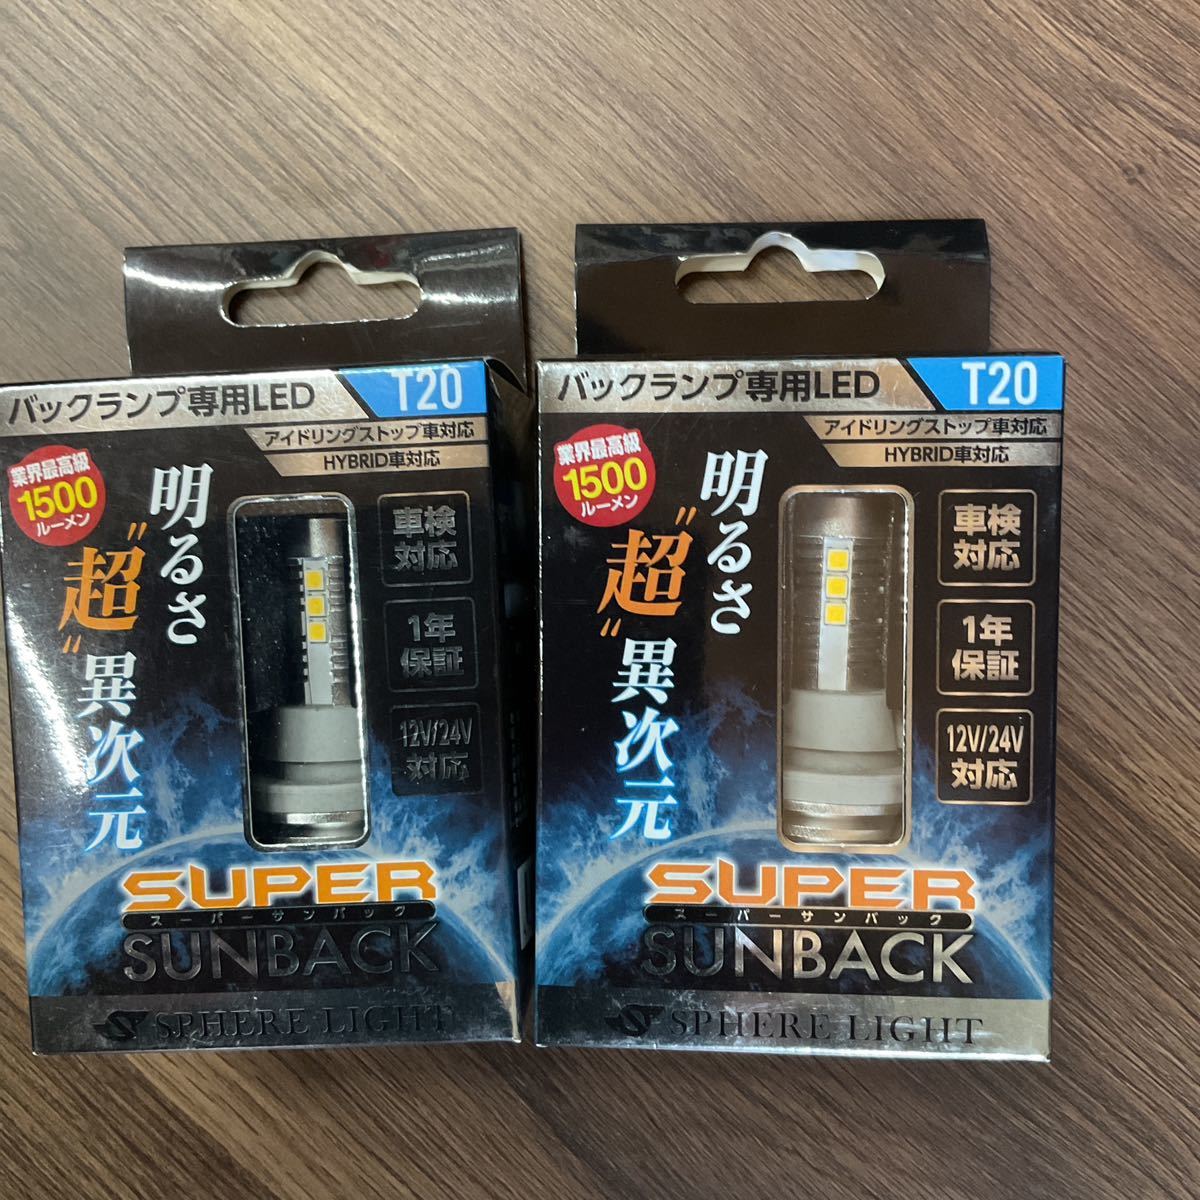 バックランプ専用LED
T20
アイドリングストップ車対応
HYBRID車対応
業界最高級
1500
ルーメン
明るさ
"超"
異次元
車検
対応
1年
保証
12V/24V
対応
SUPER
スーパーサンバック
SUNBACK
SPHERE LIGHT
バックランプ専用LED
T20
アイドリングストップ車対応
HYBRID車対応
業界最高級
1500
ルーメン
明るさ
"超"
異次元
車検
対応
1年
保証
12V/24V
対応
SUPER
スーパーサンバック
SUNBACK
SPHERE LIGHT